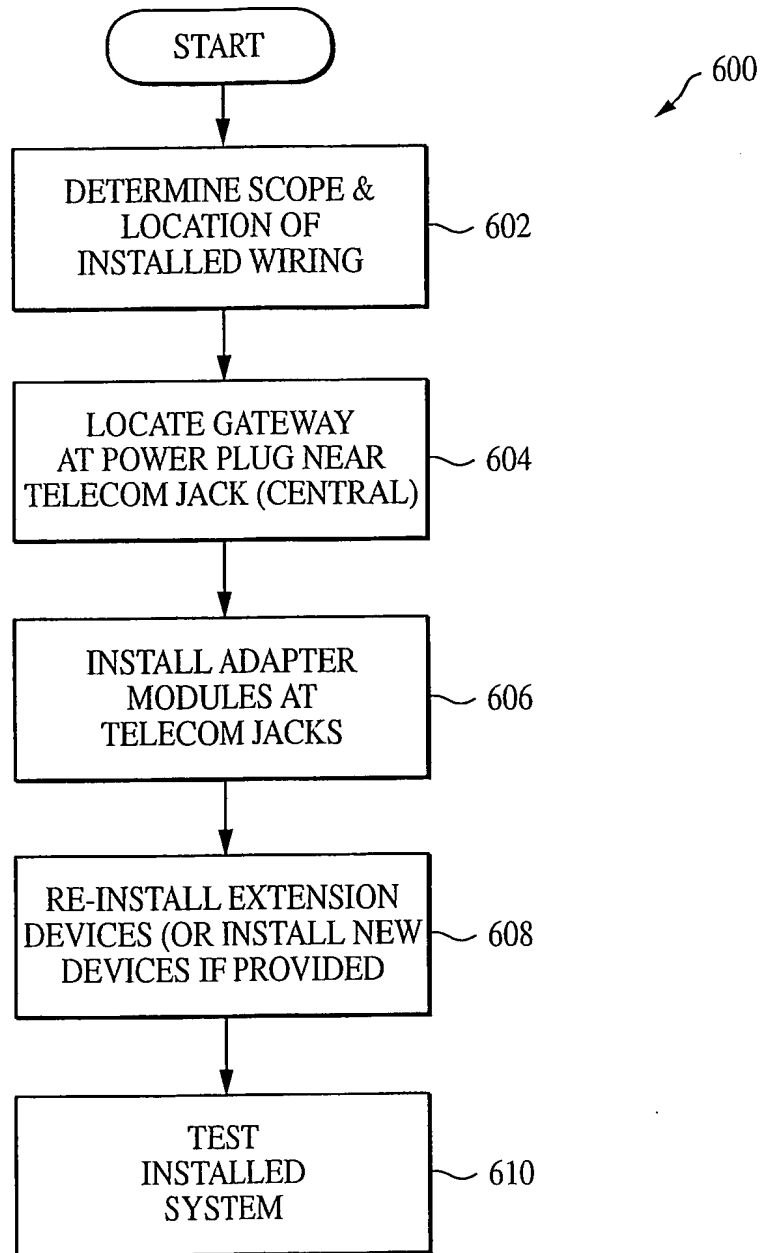 START
600
DETERMINE SCOPE &
LOCATION OF
INSTALLED WIRING
602
LOCATE GATEWAY
AT POWER PLUG NEAR
TELECOM JACK (CENTRAL)
604
INSTALL ADAPTER
MODULES AT
TELECOM JACKS
606
RE-INSTALL EXTENSION
DEVICES (OR INSTALL NEW
DEVICES IF PROVIDED
608
TEST
INSTALLED
SYSTEM
610